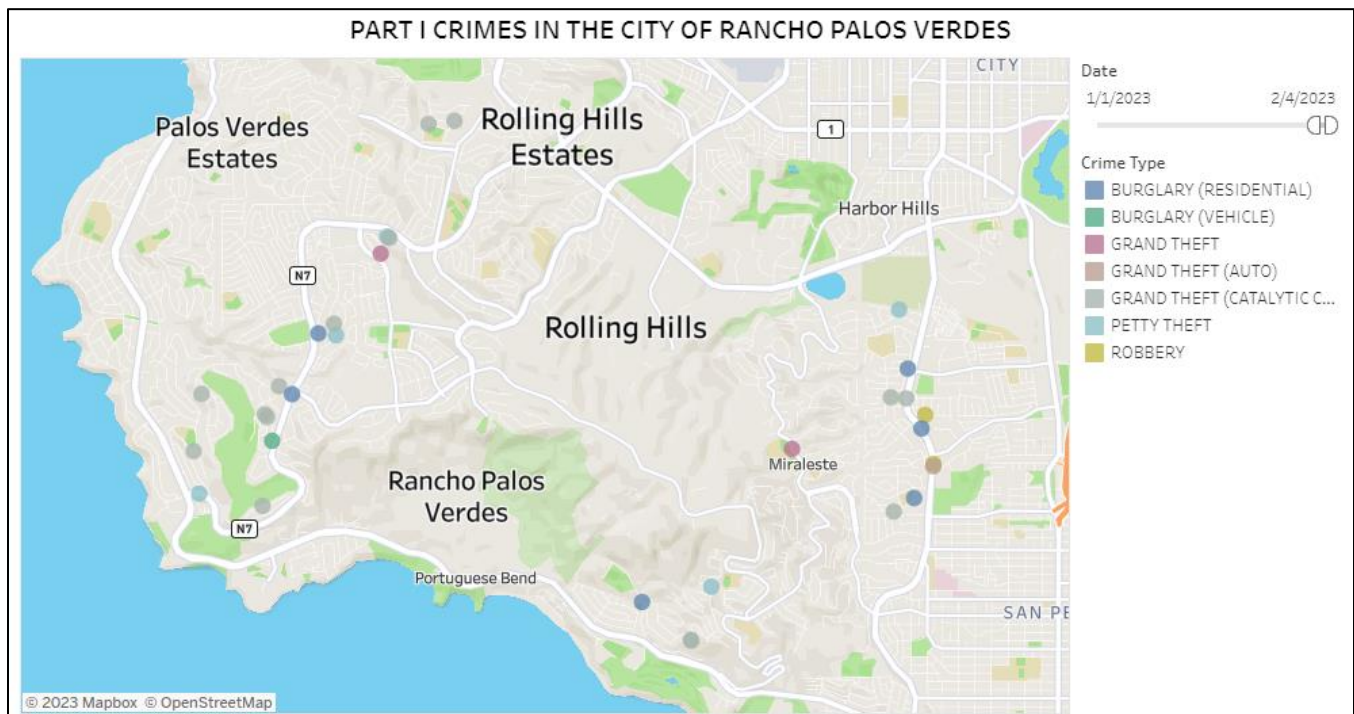 PART I CRIMES IN THE CITY OF RANCHO PALOS VERDES
CITY
Palos Verdes
Estates
Rolling Hills
Estates
1
Harbor Hills
N7
Rolling Hills
Rancho Palos
Verdes
Miraleste
N7
Portuguese Bend
SAN PE
© 2023 Mapbox © OpenStreetMap
Date
1/1/2023 2/4/2023
Crime Type
BURGLARY (RESIDENTIAL)
BURGLARY (VEHICLE)
GRAND THEFT
GRAND THEFT (AUTO)
GRAND THEFT (CATALYTIC C...
PETTY THEFT
ROBBERY